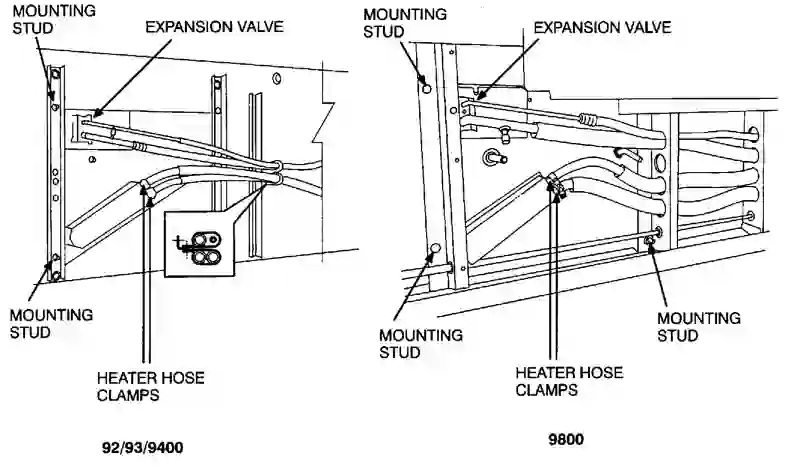 MOUNTING
STUD
EXPANSION VALVE
MOUNTING
STUD
HEATER HOSE
CLAMPS
92/93/9400
MOUNTING
STUD
EXPANSION VALVE
MOUNTING
STUD
MOUNTING
STUD
HEATER HOSE
CLAMPS
9800